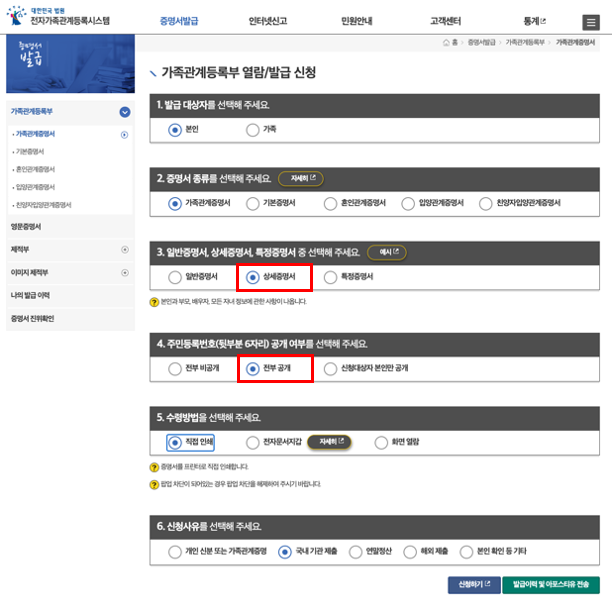 대한민국 법원
전자가족관계등록시스템
증명서발급 인터넷신고 민원안내 고객센터 통계
증명서
발급
홈 > 증명서발급 > 가족관계등록부 > 가족관계증명서
가족관계등록부
· 가족관계증명서
· 기본증명서
· 혼인관계증명서
· 입양관계증명서
· 친양자입양관계증명서
영문증명서
제적부
이미지 제적부
나의 발급 이력
증명서 진위확인
가족관계등록부 열람/발급 신청
1. 발급 대상자를 선택해 주세요.
본인 가족
2. 증명서 종류를 선택해 주세요. 자세히
가족관계증명서 기본증명서 혼인관계증명서 입양관계증명서 친양자입양관계증명서
3. 일반증명서, 상세증명서, 특정증명서 중 선택해 주세요. 예시
일반증명서 상세증명서 특정증명서
? 본인과 부모, 배우자, 모든 자녀 정보에 관한 사항이 나옵니다.
4. 주민등록번호(뒷부분 6자리) 공개 여부를 선택해 주세요.
전부 비공개 전부 공개 신청대상자 본인만 공개
5. 수령방법을 선택해 주세요.
직접 인쇄 전자문서지갑 자세히 화면 열람
? 증명서를 프린터로 직접 인쇄합니다.
? 팝업 차단이 되어있는 경우 팝업 차단을 해제하여 주시기 바랍니다.
6. 신청사유를 선택해 주세요.
개인 신분 또는 가족관계증명 국내 기관 제출 연말정산 해외 제출 본인 확인 등 기타
신청하기 발급이력 및 아포스티유 전송